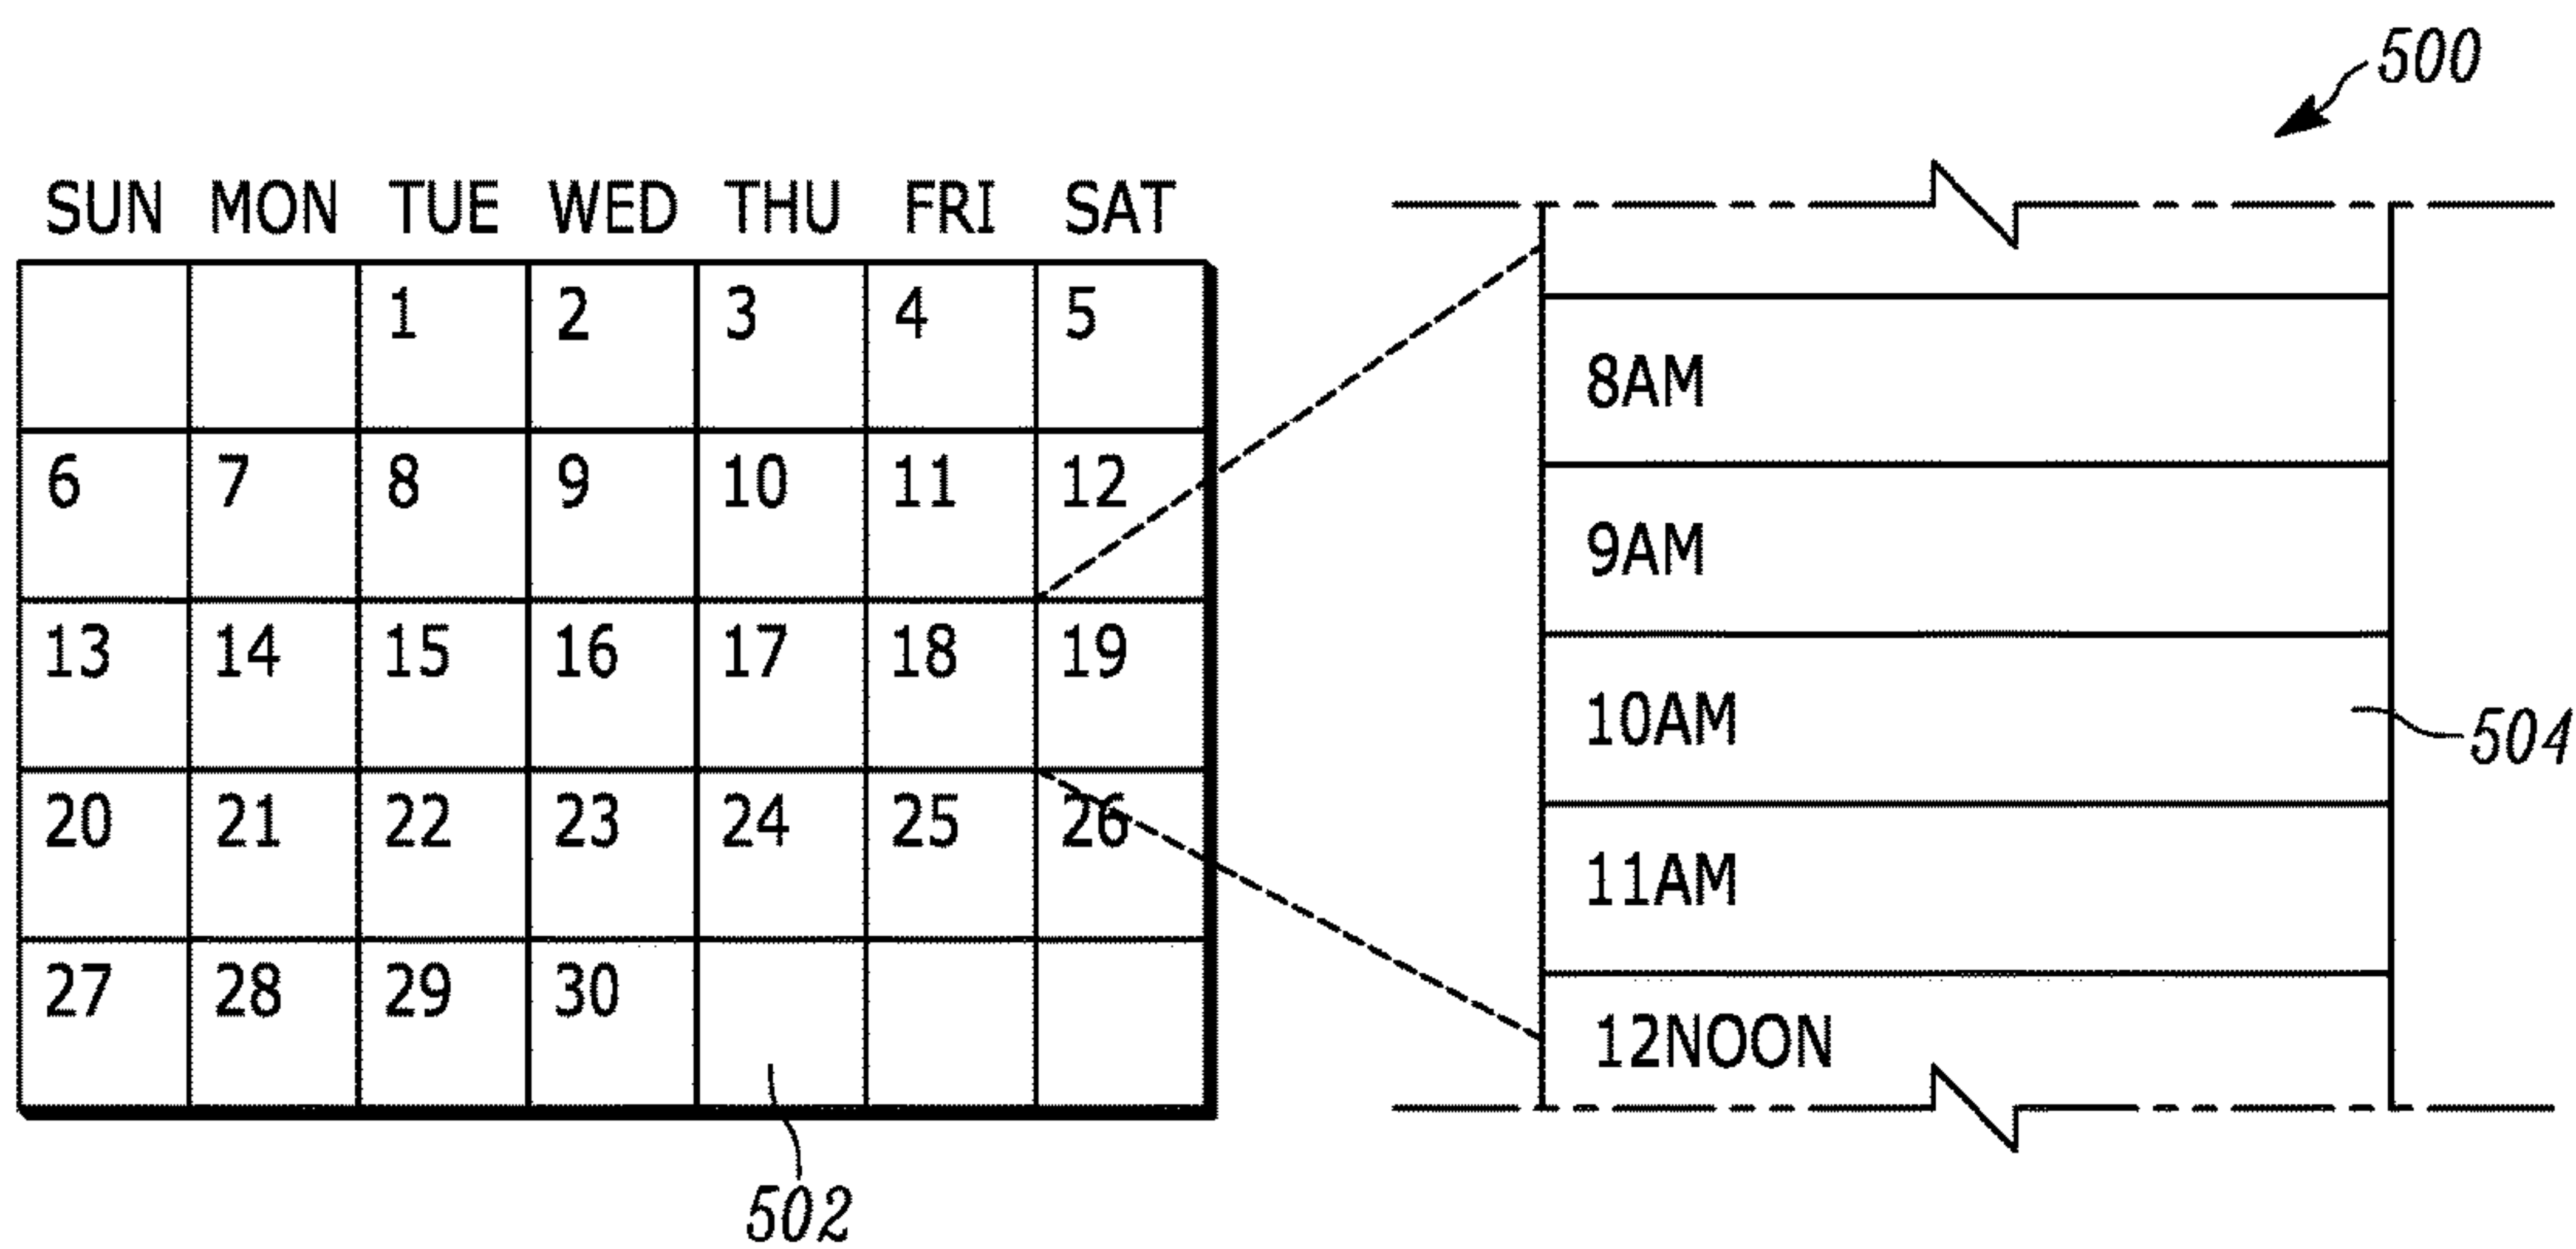 500
SUN MON TUE WED THU FRI SAT
1 2 3 4 5
6 7 8 9 10 11 12
13 14 15 16 17 18 19
20 21 22 23 24 25 26
27 28 29 30
502
8AM
9AM
10AM
504
11AM
12NOON